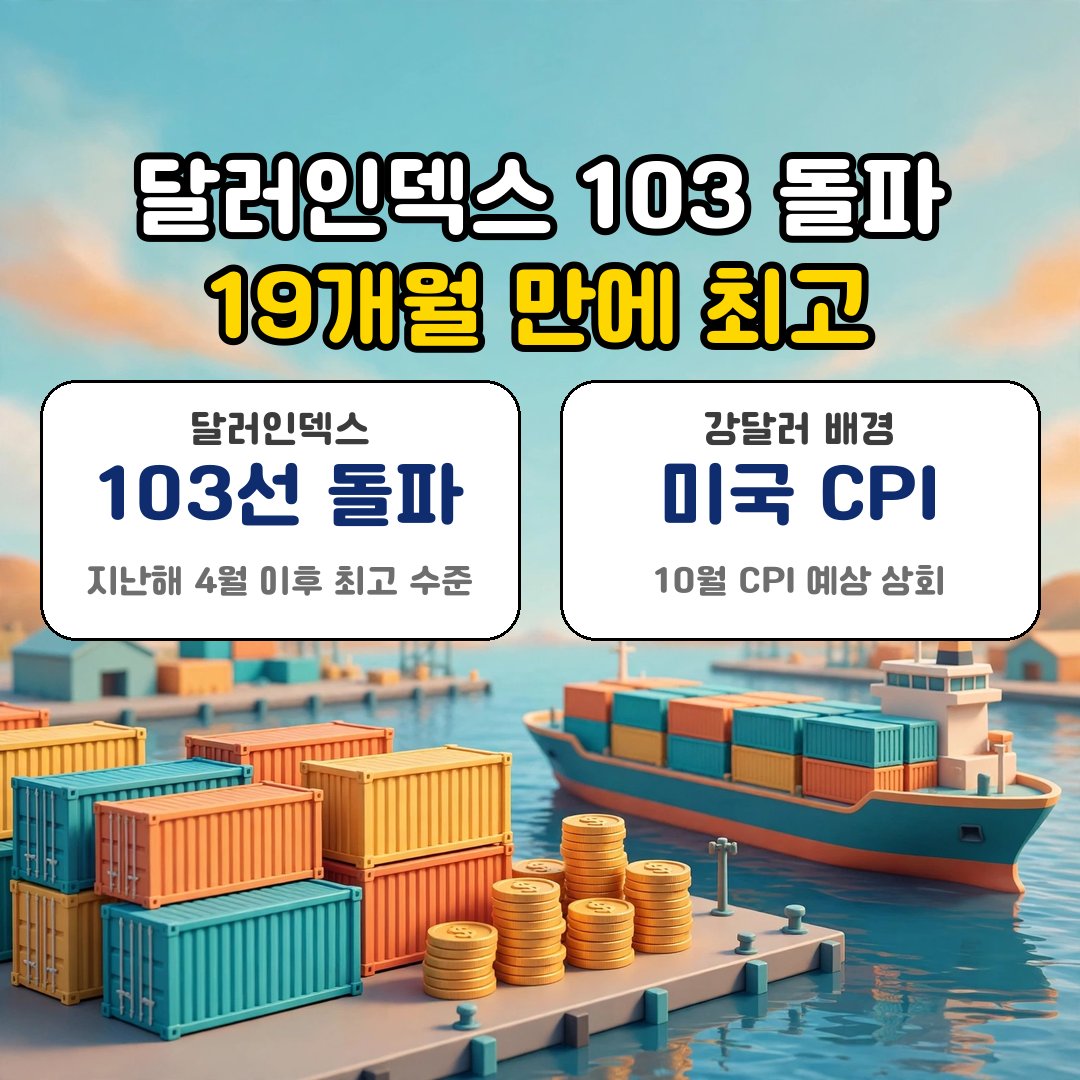 달러인덱스 103 돌파
19개월 만에 최고
달러인덱스
103선 돌파
지난해 4월 이후 최고 수준
강달러 배경
미국 CPI
10월 CPI 예상 상회